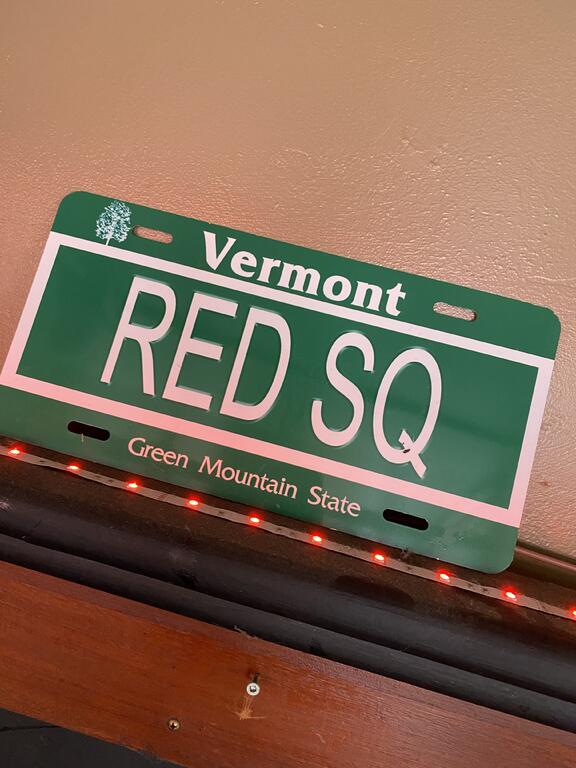 Vermont
RED SQ
Green Mountain State